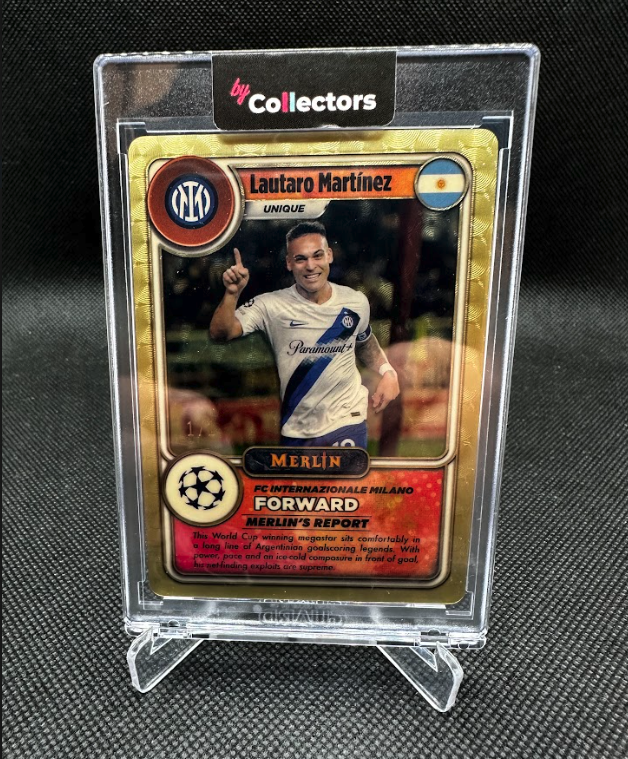 by
Collectors
Lautaro Martínez
UNIQUE
Paramount+
MERLIN
FC INTERNAZIONALE MILANO
FORWARD
MERLIN'S REPORT
This World Cup winning megastar sits comfortably in
a long line of Argentinian goalscoring legends. With
power, pace and an ice-cold composure in front of goal,
his net-finding exploits are supreme.